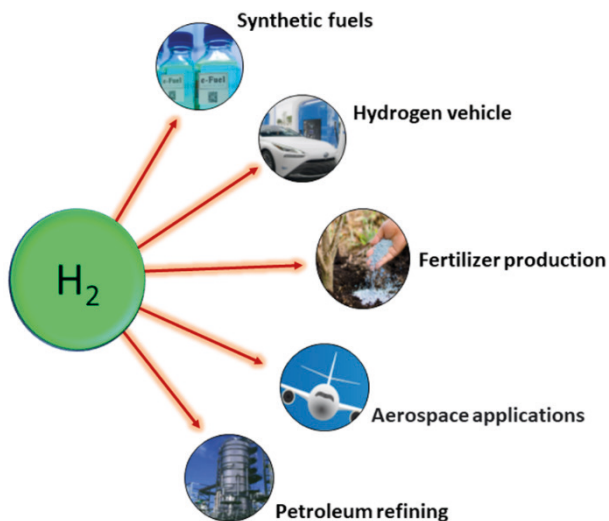 Synthetic fuels
e-Fuel
e-Fuel
Hydrogen vehicle
H₂
Fertilizer production
Aerospace applications
Petroleum refining